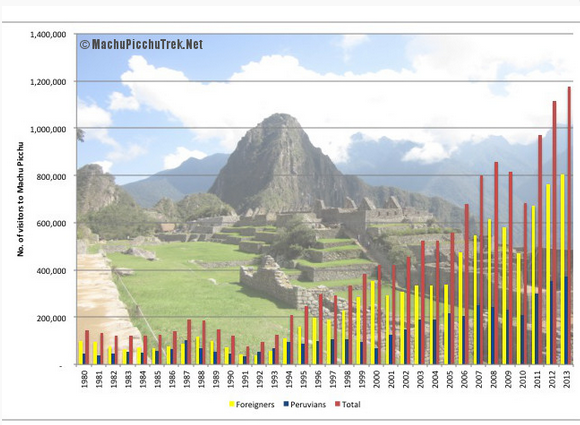 © MachuPicchuTrek.Net
No. of visitors to Machu Picchu
1,400,000
1,200,000
1,000,000
800,000
600,000
400,000
200,000
-
1980 1981 1982 1983 1984 1985 1986 1987 1988 1989 1990 1991 1992 1993 1994 1995 1996 1997 1998 1999 2000 2001 2002 2003 2004 2005 2006 2007 2008 2009 2010 2011 2012 2013
Foreigners Peruvians Total